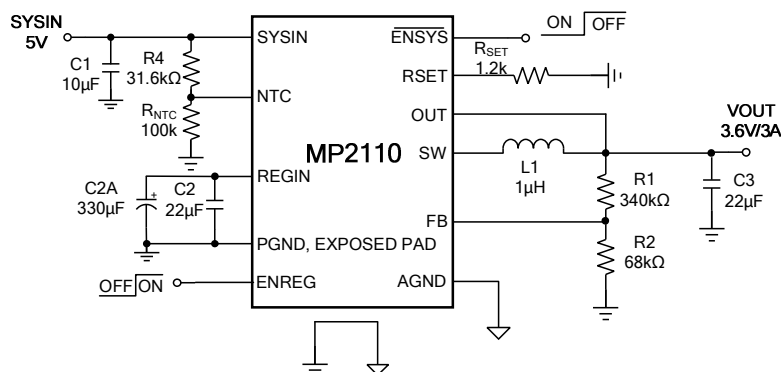 SYSIN
5V
C1
10µF
R4
31.6kΩ
RNTC
100k
C2A
330µF
+
C2
22µF
OFF ON
SYSIN
NTC
REGIN
PGND, EXPOSED PAD
ENREG
MP2110
ENSYS
RSET
OUT
SW
FB
AGND
ON OFF
RSET
1.2k
L1
1µH
VOUT
3.6V/3A
R1
340kΩ
R2
68kΩ
C3
22µF